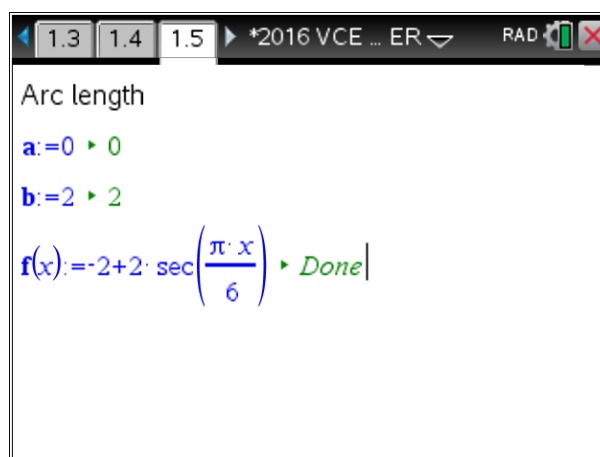 1.3 1.4 1.5 *2016 VCE … ER RAD
Arc length
a:=0 ▸ 0
b:=2 ▸ 2
f(x):=-2+2· sec(π· x/6) ▸ Done